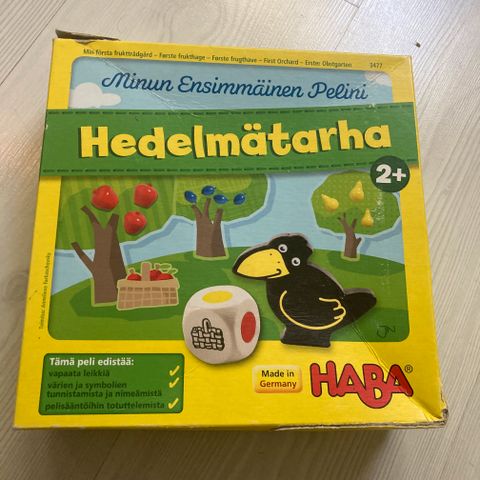 Min första fruktträdgård – Første frukthage – Første frugthave – First Orchard – Erster Obstgarten 3477
Minun Ensimmäinen Pelini
Hedelmätarha
2+
Tämä peli edistää:
vapaata leikkiä ✓
värien ja symbolien
tunnistamista ja nimeämistä ✓
pelisääntöihin totuttelemista ✓
Made in
Germany
HABA®